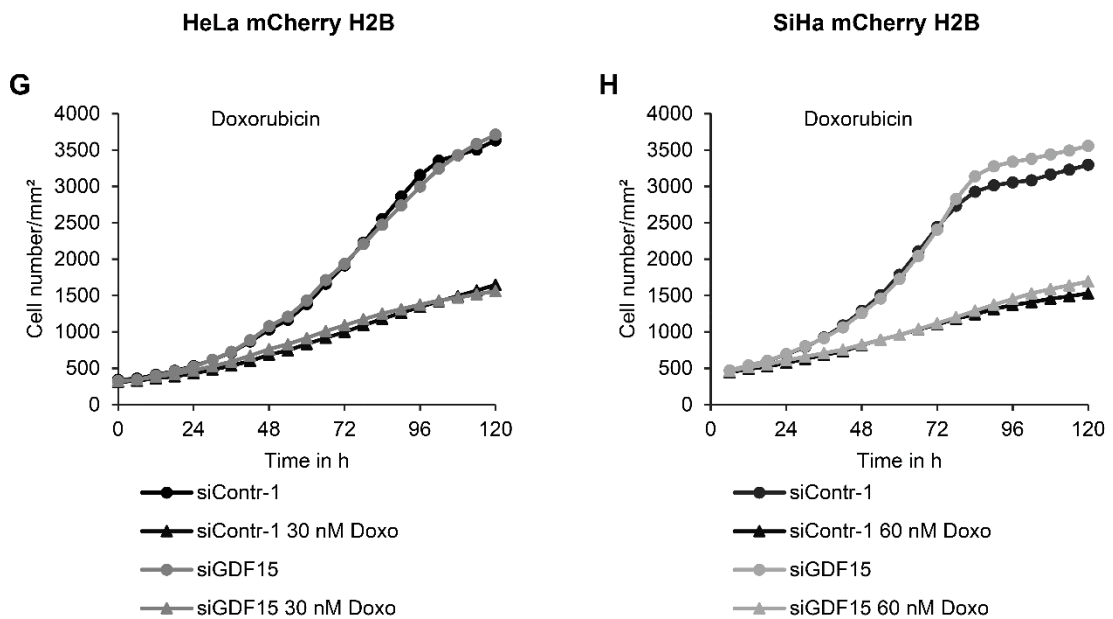 HeLa mCherry H2B
SiHa mCherry H2B
G
Doxorubicin
Cell number/mm²
4000
3500
3000
2500
2000
1500
1000
500
0
0 24 48 72 96 120
Time in h
siContr-1
siContr-1 30 nM Doxo
siGDF15
siGDF15 30 nM Doxo
H
Doxorubicin
Cell number/mm²
4000
3500
3000
2500
2000
1500
1000
500
0
0 24 48 72 96 120
Time in h
siContr-1
siContr-1 60 nM Doxo
siGDF15
siGDF15 60 nM Doxo